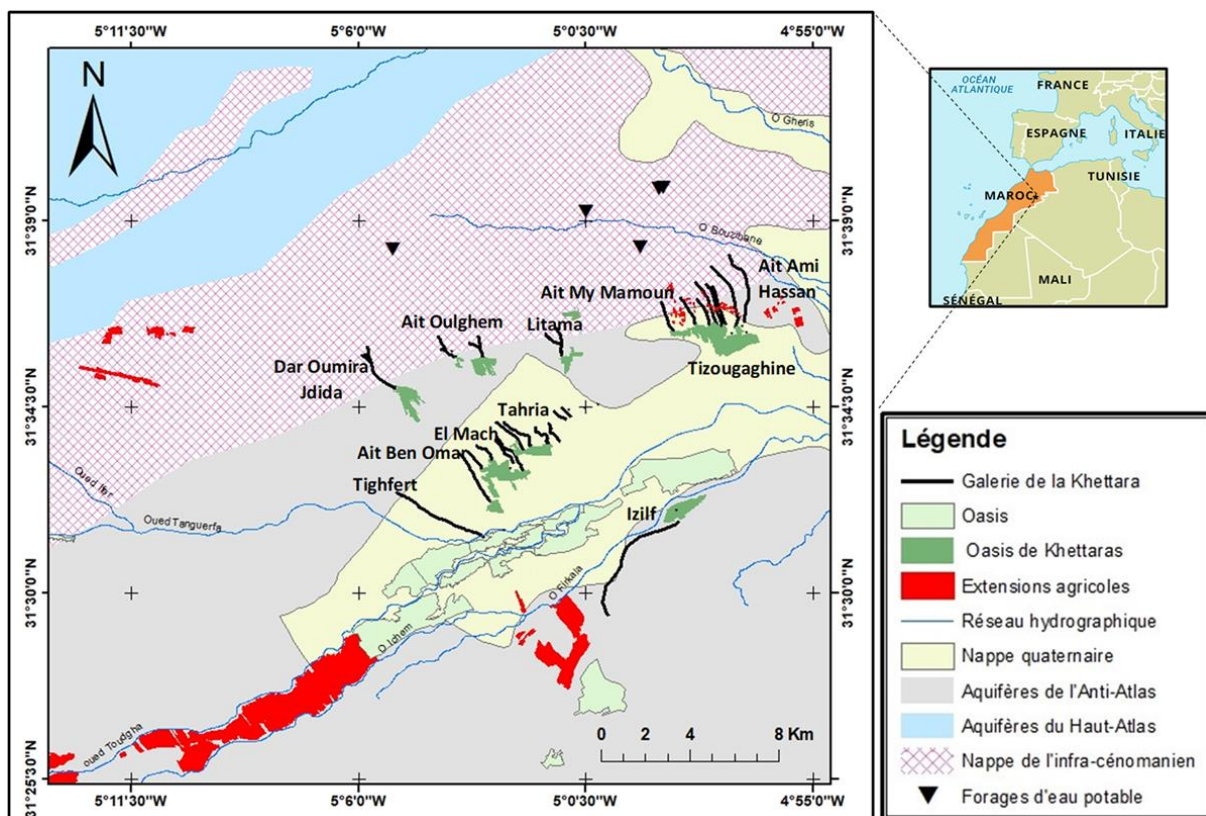 5°11'30"W
5°6'0"W
5°0'30"W
4°55'0"W
N
O Gheris
31°39'0"N
31°39'0"N
O Bouzibane
Ait Ami
Hassan
Ait My Mamoun
Ait Oulghem
Litama
Dar Oumira
Jdida
Tizougaghine
31°34'30"N
31°34'30"N
Tahria
El Mach
Ait Ben Omar
Tighfert
Oued Tanguerfa
Izilf
31°30'0"N
31°30'0"N
O Firkala
O Ichem
oued Toudgha
0 2 4 8 Km
31°25'30"N
31°25'30"N
5°11'30"W
5°6'0"W
5°0'30"W
4°55'0"W
OCÉAN
ATLANTIQUE
FRANCE
ESPAGNE
ITALIE
TUNISIE
MAROC
MALI
SÉNÉGAL
Légende
Galerie de la Khettara
Oasis
Oasis de Khettaras
Extensions agricoles
Réseau hydrographique
Nappe quaternaire
Aquifères de l'Anti-Atlas
Aquifères du Haut-Atlas
Nappe de l'infra-cénomanien
Forages d'eau potable